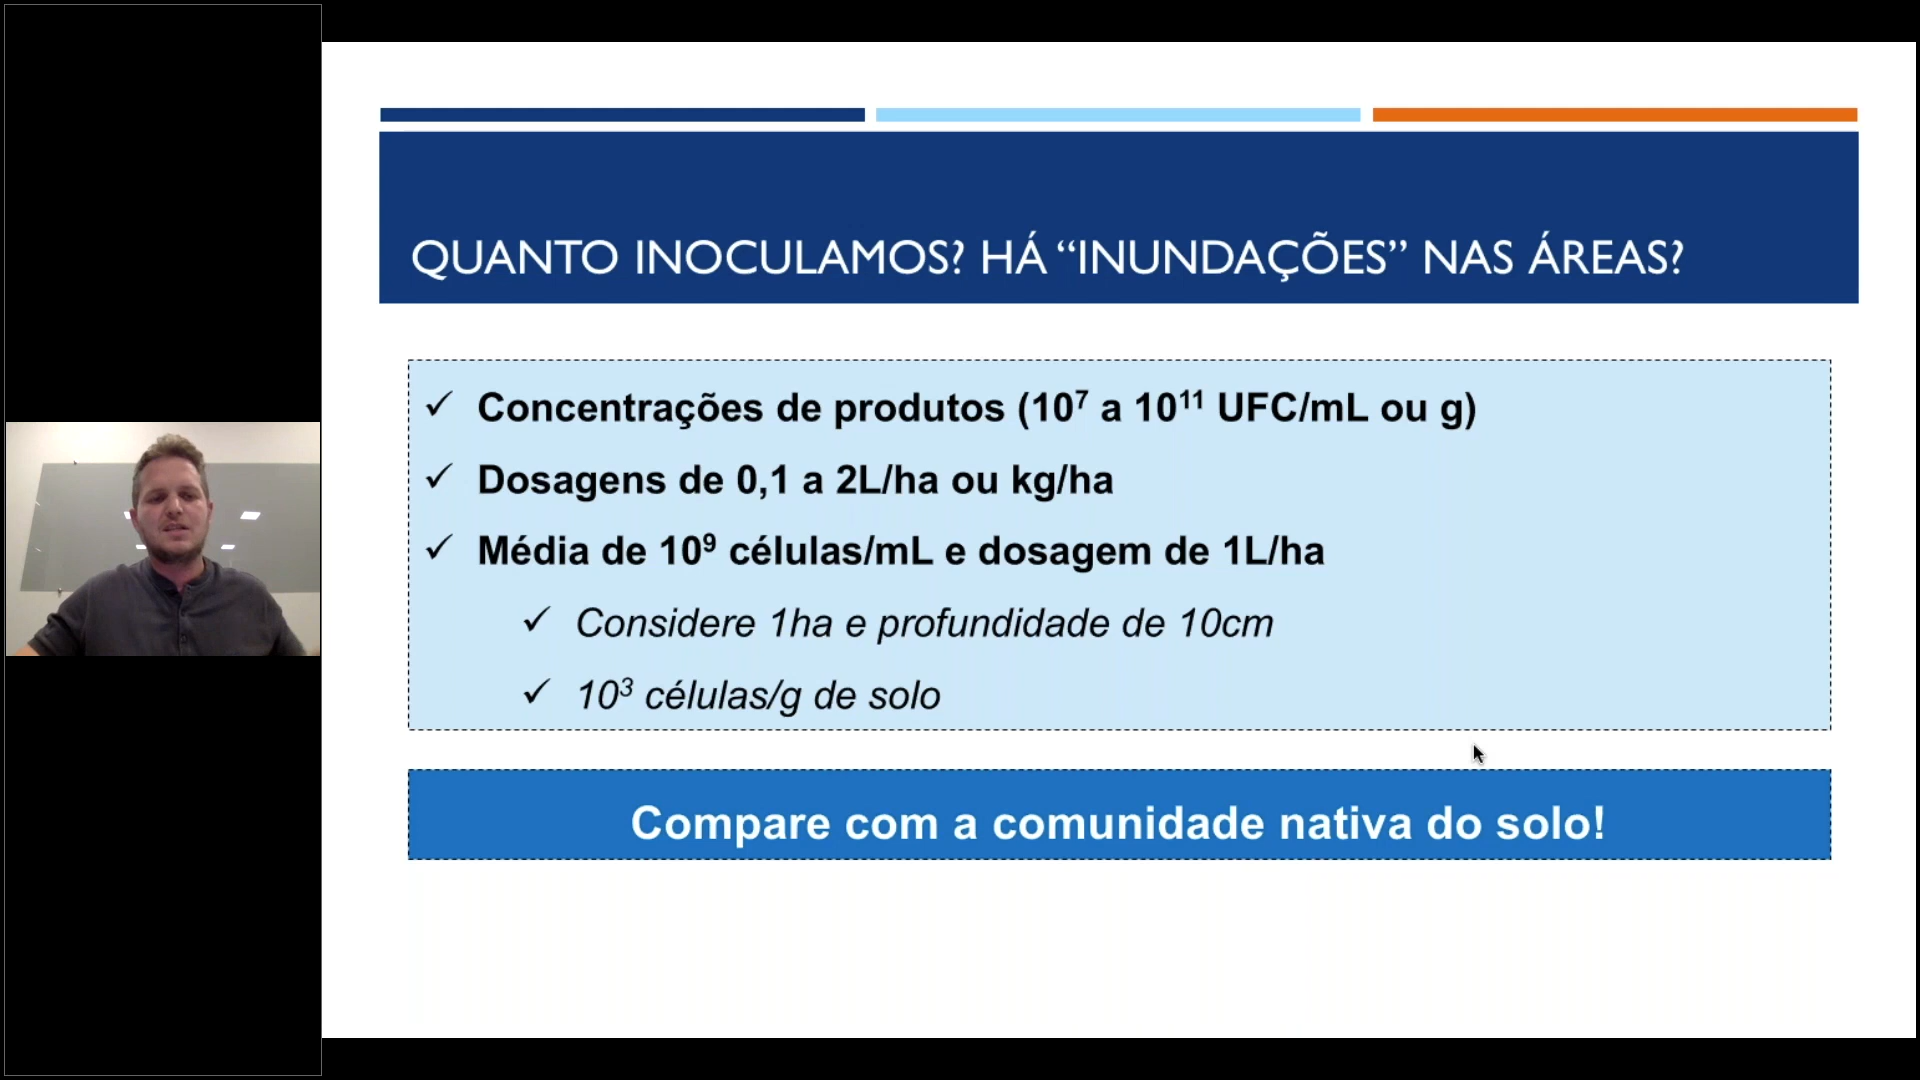 QUANTO INOCULAMOS? HÁ “INUNDAÇÕES” NAS ÁREAS?
✓ Concentrações de produtos (10⁷ a 10¹¹ UFC/mL ou g)
✓ Dosagens de 0,1 a 2L/ha ou kg/ha
✓ Média de 10⁹ células/mL e dosagem de 1L/ha
✓ Considere 1ha e profundidade de 10cm
✓ 10³ células/g de solo
Compare com a comunidade nativa do solo!